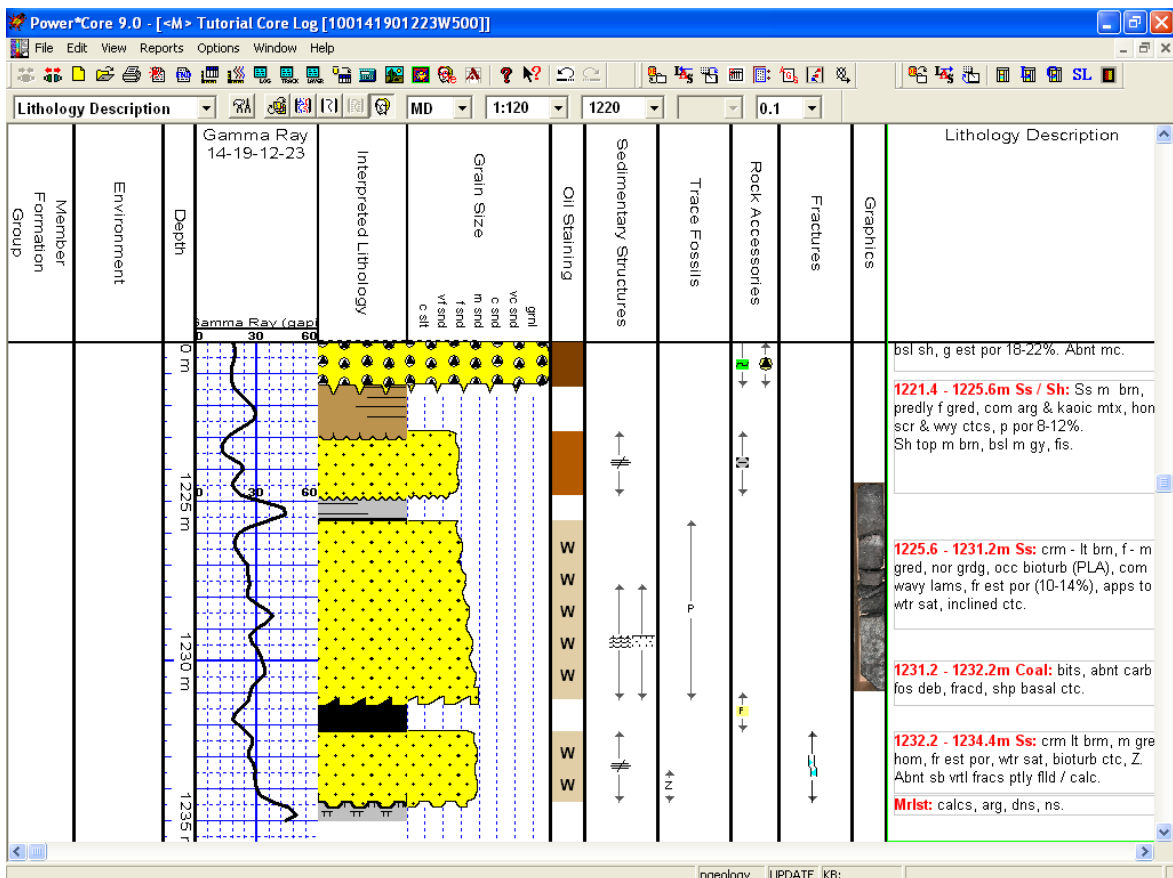 Power*Core 9.0 - [<M> Tutorial Core Log [100141901223W500]]
File Edit View Reports Options Window Help
SL
Lithology Description MD 1:120 1220 0.1
Group
Formation
Member
Environment
Depth
Gamma Ray
14-19-12-23
Gamma Ray (gapi
0 30 60
Interpreted Lithology
Grain Size
c slt
vf snd
f snd
m snd
c snd
vc snd
grnl
Oil Staining
Sedimentary Structures
Trace Fossils
Rock Accessories
Fractures
Graphics
Lithology Description
0 m
0 30 60
1225 m
1230 m
1235 m
W
W
W
W
W
W
W
P
Z
F
bsl sh, g est por 18-22%. Abnt mc.
1221.4 - 1225.6m Ss / Sh: Ss m brn,
predly f gred, com arg & kaoic mtx, hon
scr & wvy ctcs, p por 8-12%.
Sh top m brn, bsl m gy, fis.
1225.6 - 1231.2m Ss: crm - lt brn, f - m
gred, nor grdg, occ bioturb (PLA), com
wavy lams, fr est por (10-14%), apps to
wtr sat, inclined ctc.
1231.2 - 1232.2m Coal: bits, abnt carb
fos deb, fracd, shp basal ctc.
1232.2 - 1234.4m Ss: crm lt brm, m gre
hom, fr est por, wtr sat, bioturb ctc, Z.
Abnt sb vrtl fracs ptly flld / calc.
Mrlst: calcs, arg, dns, ns.
UPDATE KB: